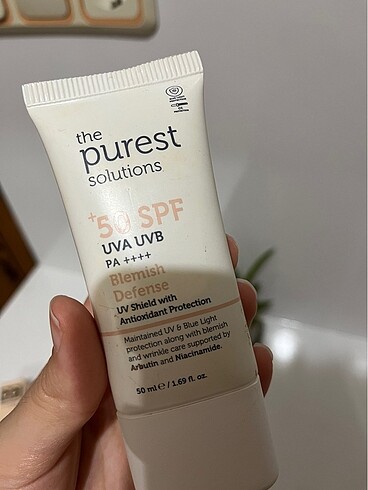 the
purest
solutions
+50 SPF
UVA UVB
PA ++++
Blemish
Defense
UV Shield with
Antioxidant Protection
Maintained UV & Blue Light
protection along with blemish
and wrinkle care supported by
Arbutin and Niacinamide.
50 ml e / 1.69 fl. oz.